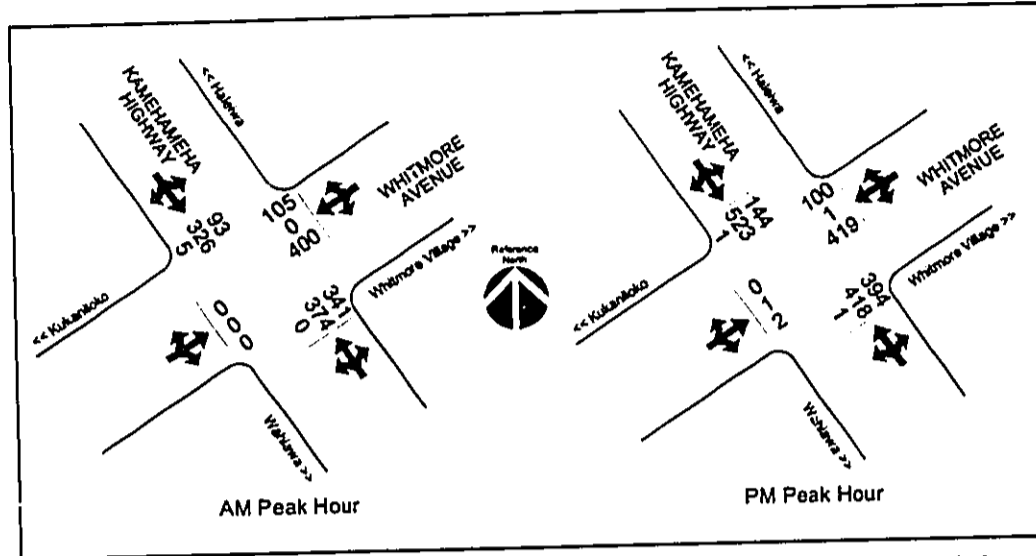 KAMEHAMEHA
HIGHWAY
<< Haleiwa
WHITMORE
AVENUE
93
326
5
105
0
400
341
374
0
0
0
0
<< Kukaniloko
Whitmore Village >>
Wahiawa >>
AM Peak Hour
Reference
North
KAMEHAMEHA
HIGHWAY
<< Haleiwa
WHITMORE
AVENUE
144
523
1
100
1
419
394
418
1
0
1
2
<< Kukaniloko
Whitmore Village >>
Wahiawa >>
PM Peak Hour